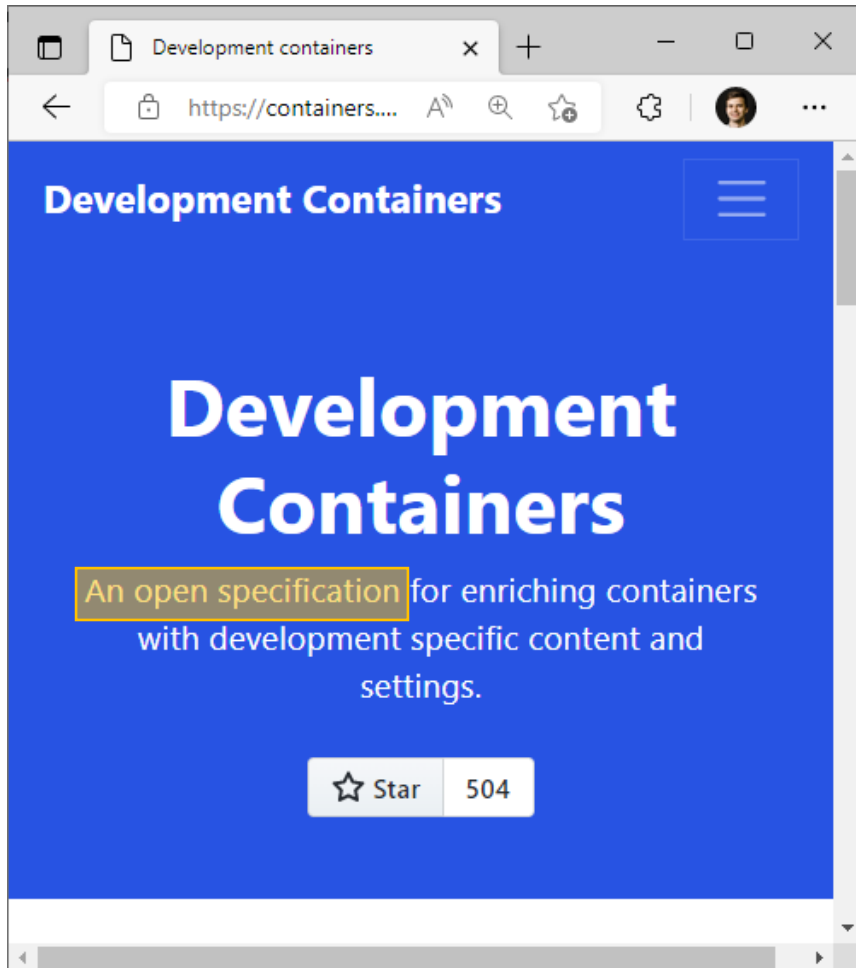 Development containers
https://containers....
Development Containers
Development
Containers
An open specification for enriching containers
with development specific content and
settings.
Star 504